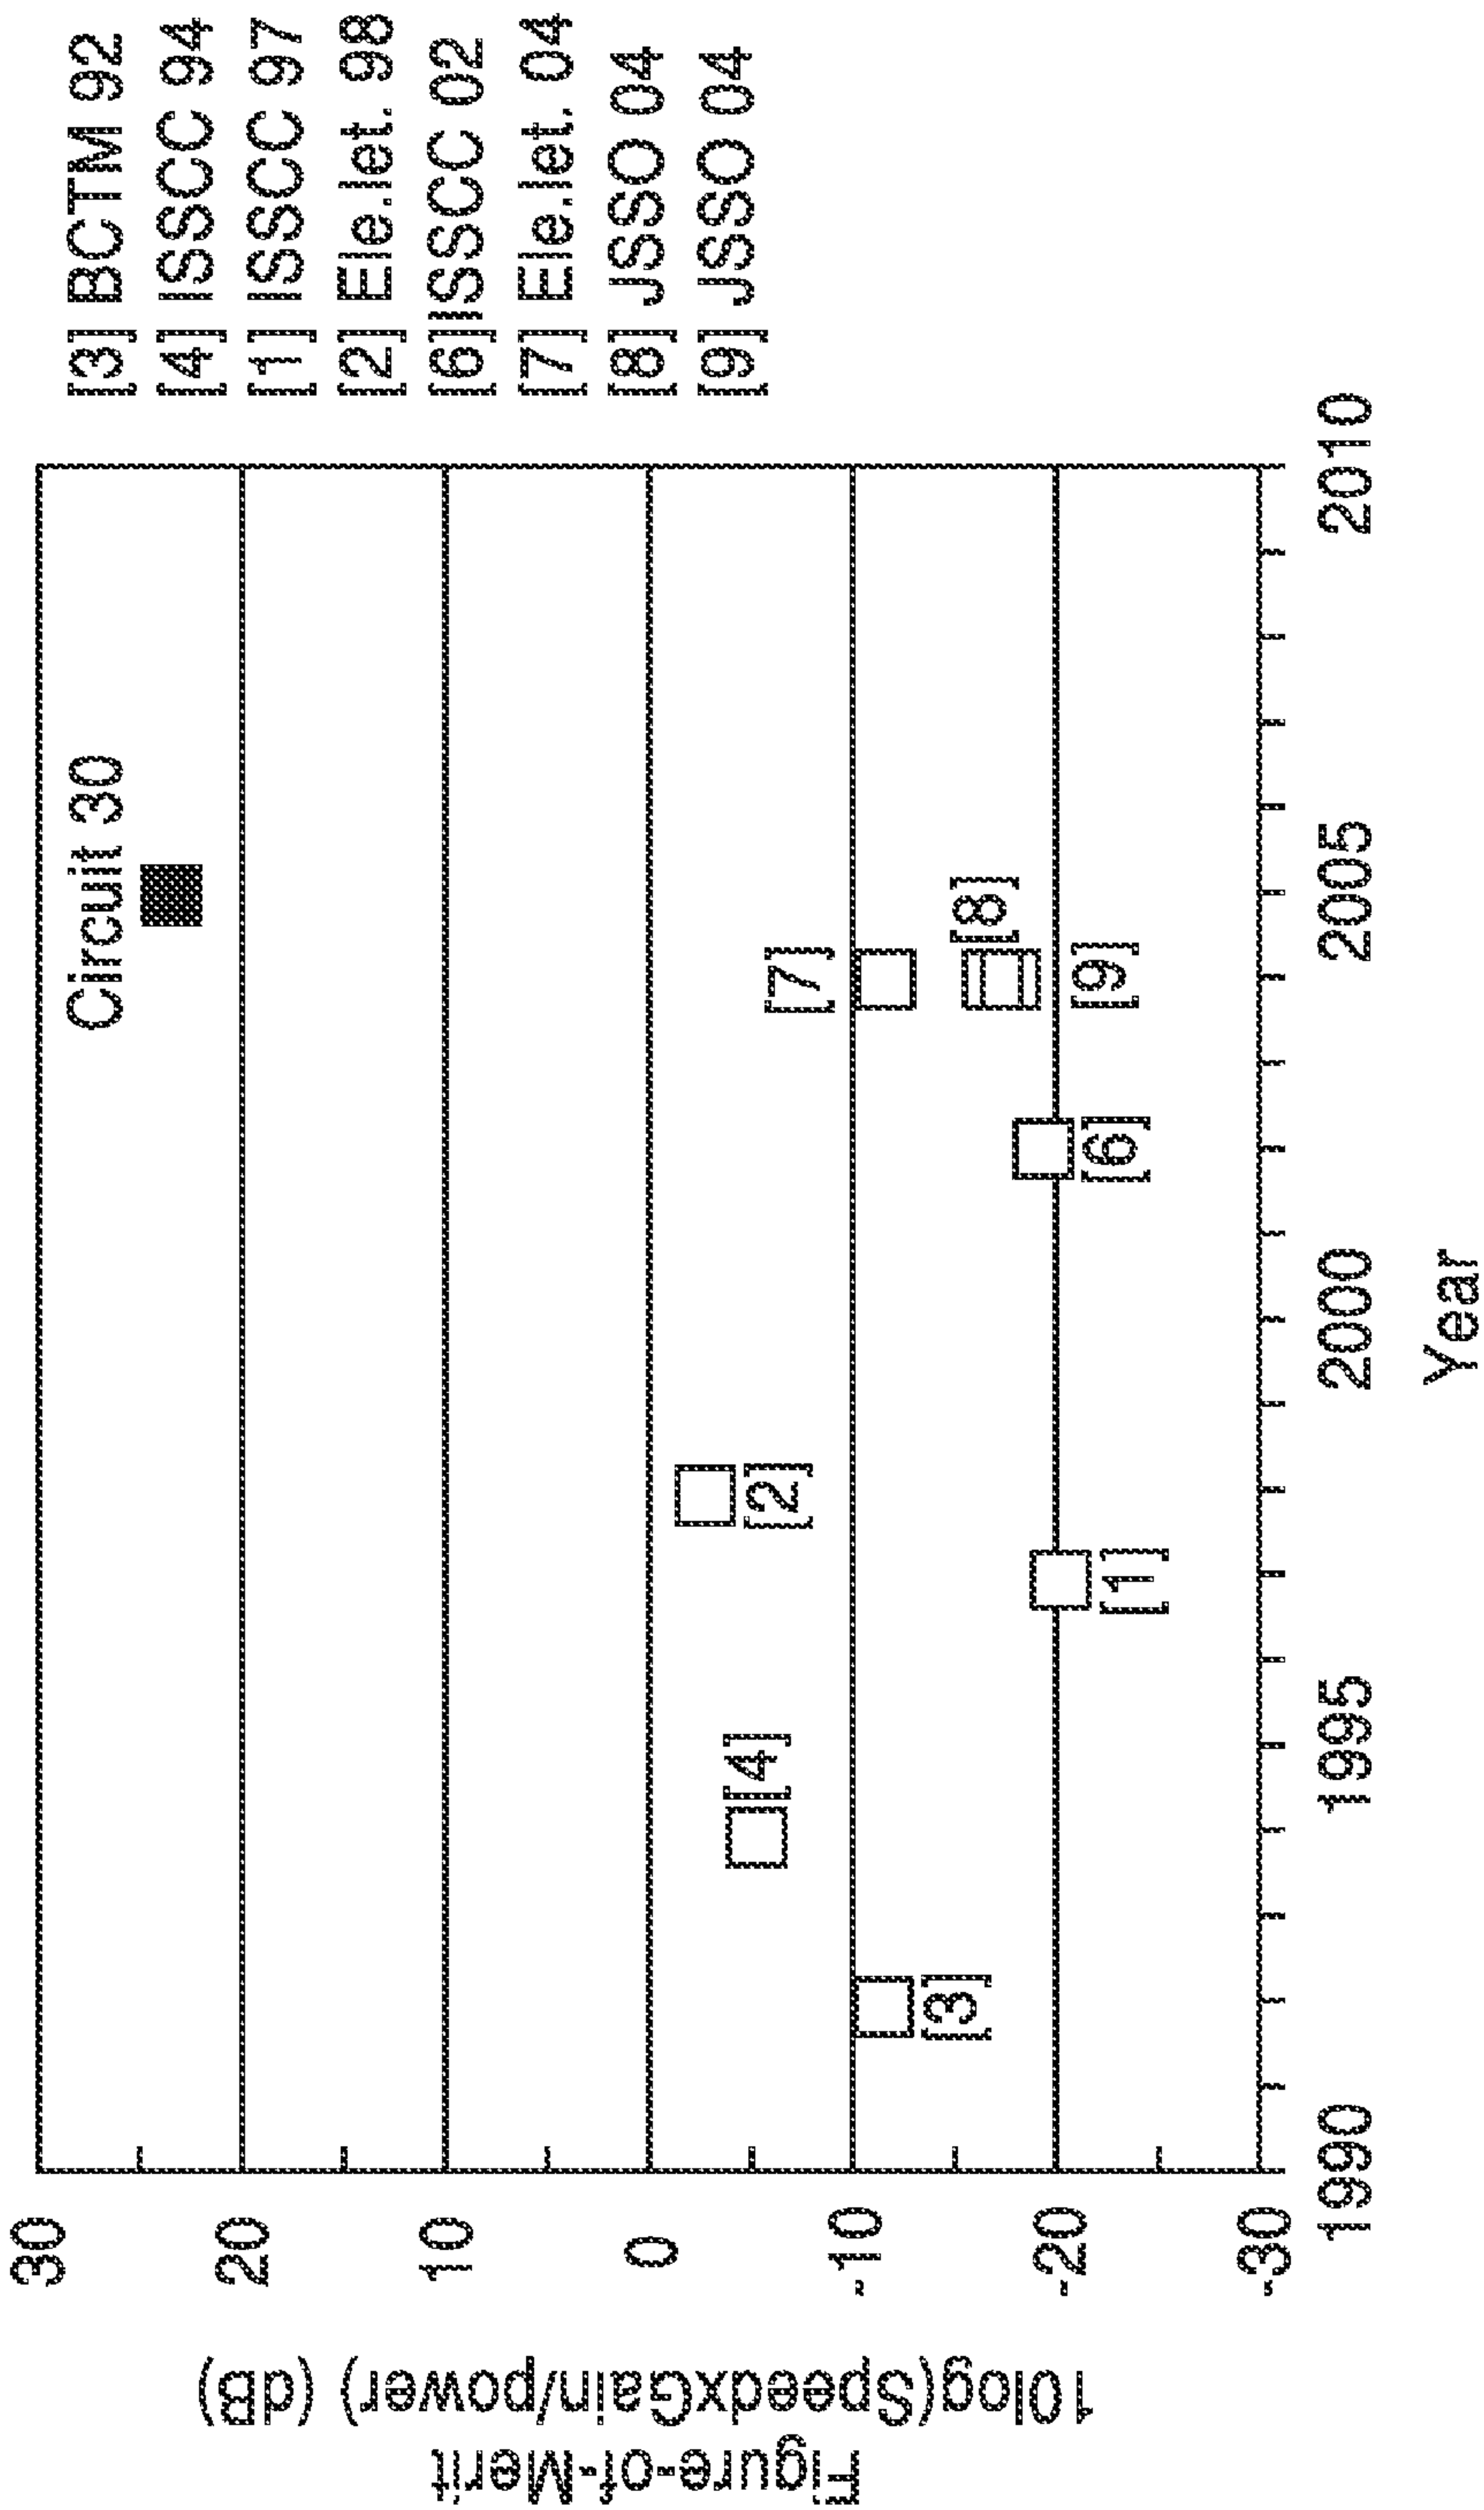 Figure-of-Merit
10log(SpeedxGain/power) (dB)
30
20
10
0
-10
-20
-30
Circuit 30
[7]
[8]
[9]
[6]
[2]
[1]
[4]
[3]
1990
1995
2000
2005
2010
Year
[3] BCTM 92
[4] ISSCC 94
[1] ISSCC 97
[2] Ele.let. 98
[6]ISSCC 02
[7] Ele.let. 04
[8] JSSO 04
[9] JSSO 04